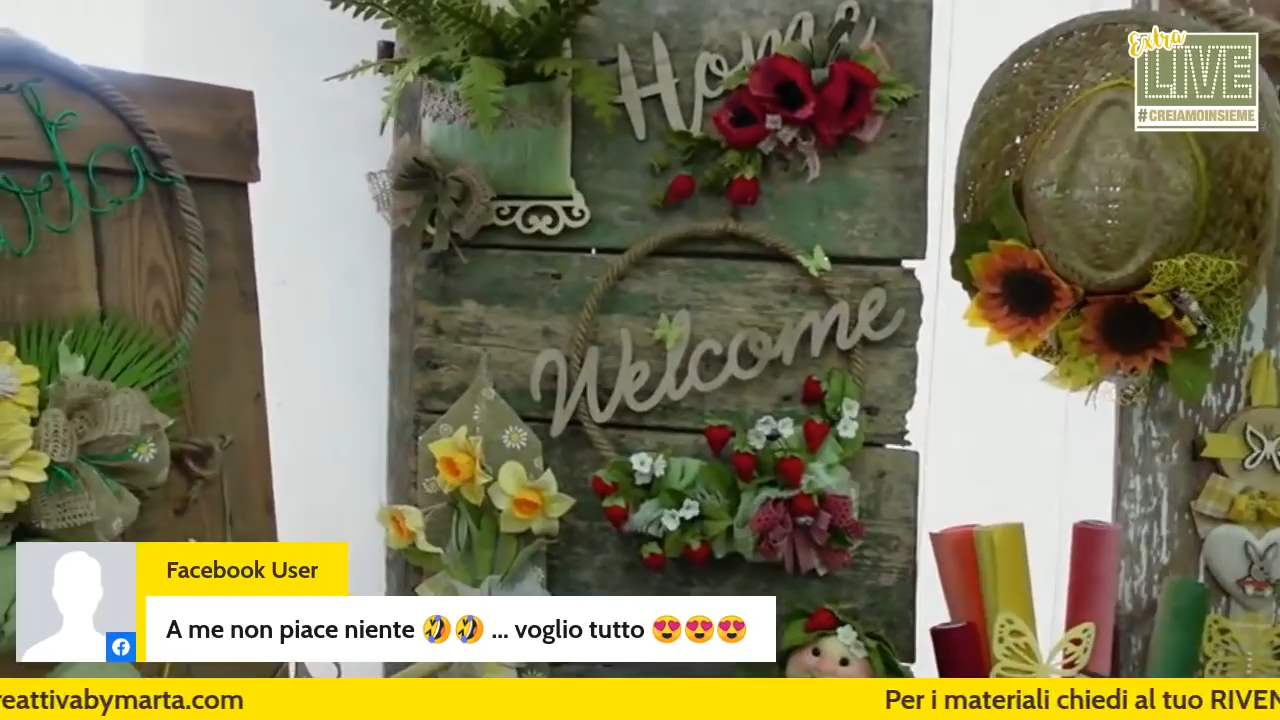 Home
Extra
LIVE
#CREIAMOINSIEME
Welcome
Facebook User
A me non piace niente 🤣🤣 ... voglio tutto 😍😍😍
reattivabymarta.com
Per i materiali chiedi al tuo RIVEN